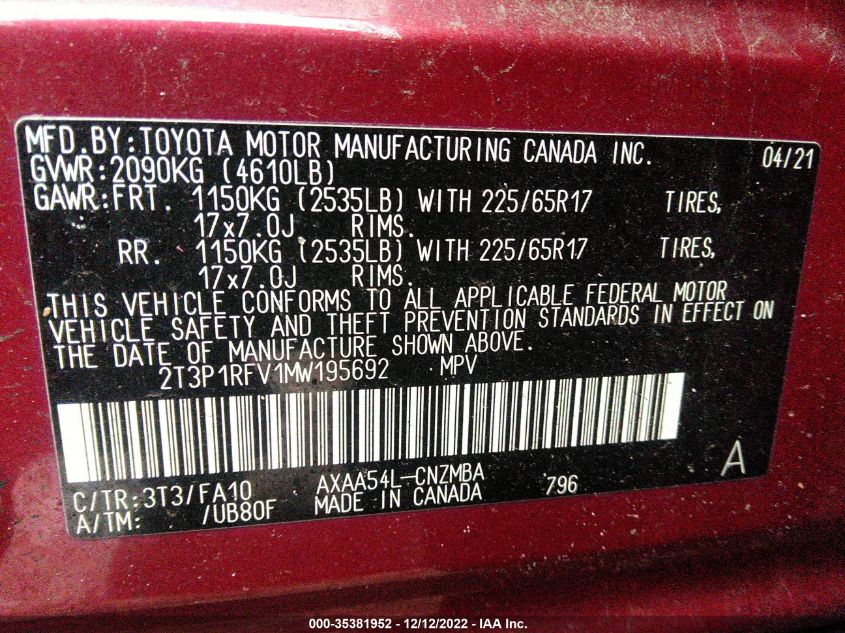 MFD.BY:TOYOTA MOTOR MANUFACTURING CANADA INC. 04/21
GVWR:2090KG (4610LB)
GAWR:FRT. 1150KG (2535LB) WITH 225/65R17 TIRES,
17x7.0J RIMS.
RR. 1150KG (2535LB) WITH 225/65R17 TIRES,
17x7.0J RIMS.
THIS VEHICLE CONFORMS TO ALL APPLICABLE FEDERAL MOTOR
VEHICLE SAFETY AND THEFT PREVENTION STANDARDS IN EFFECT ON
THE DATE OF MANUFACTURE SHOWN ABOVE.
2T3P1RFV1MW195692 MPV
A
C/TR:3T3/FA10 AXAA54L-CNZMBA 796
A/TM: /UB80F MADE IN CANADA
000-35381952 - 12/12/2022 - IAA Inc.